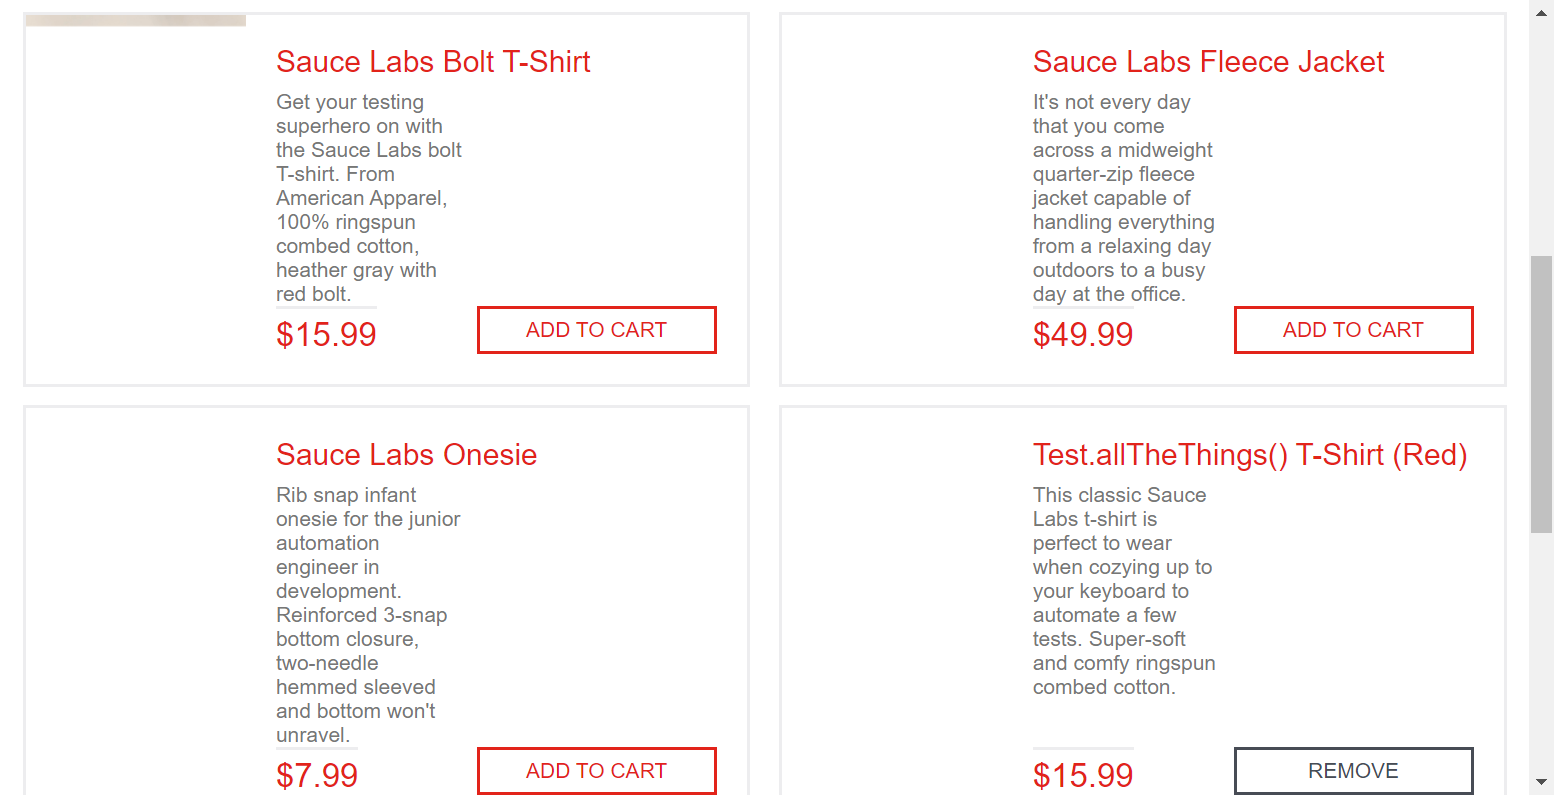 Sauce Labs Bolt T-Shirt
Get your testing
superhero on with
the Sauce Labs bolt
T-shirt. From
American Apparel,
100% ringspun
combed cotton,
heather gray with
red bolt.
$15.99
ADD TO CART
Sauce Labs Fleece Jacket
It's not every day
that you come
across a midweight
quarter-zip fleece
jacket capable of
handling everything
from a relaxing day
outdoors to a busy
day at the office.
$49.99
ADD TO CART
Sauce Labs Onesie
Rib snap infant
onesie for the junior
automation
engineer in
development.
Reinforced 3-snap
bottom closure,
two-needle
hemmed sleeved
and bottom won't
unravel.
$7.99
ADD TO CART
Test.allTheThings() T-Shirt (Red)
This classic Sauce
Labs t-shirt is
perfect to wear
when cozying up to
your keyboard to
automate a few
tests. Super-soft
and comfy ringspun
combed cotton.
$15.99
REMOVE